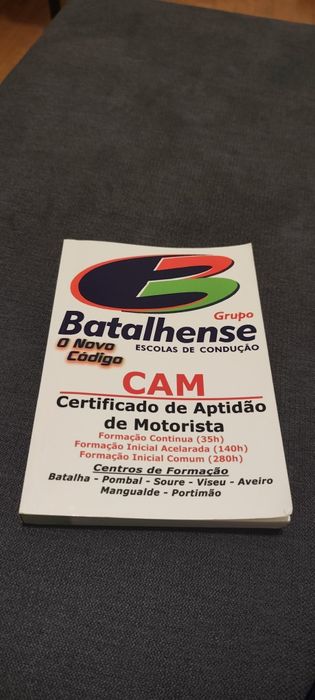 Grupo
Batalhense
O Novo
Código
ESCOLAS DE CONDUÇÃO
CAM
Certificado de Aptidão
de Motorista
Formação Continua (35h)
Formação Inicial Acelarada (140h)
Formação Inicial Comum (280h)
Centros de Formação
Batalha - Pombal - Soure - Viseu - Aveiro
Mangualde - Portimão